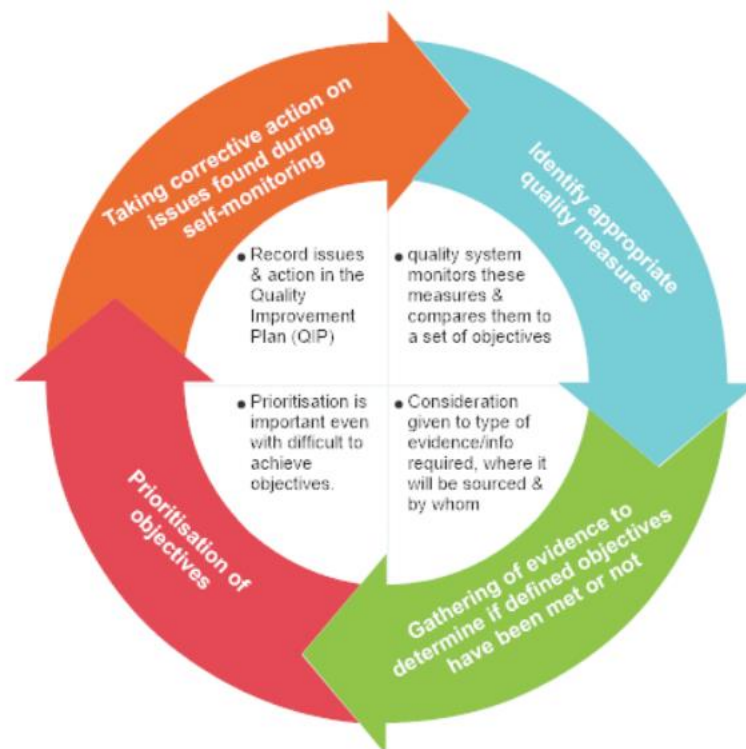 Taking corrective action on
issues found during
self-monitoring
Identify appropriate
quality measures
• Record issues
& action in the
Quality
Improvement
Plan (QIP)
• quality system
monitors these
measures &
compares them to
a set of objectives
• Prioritisation is
important even
with difficult to
achieve
objectives.
• Consideration
given to type of
evidence/info
required, where it
will be sourced &
by whom
Prioritisation of
objectives
Gathering of evidence to
determine if defined objectives
have been met or not